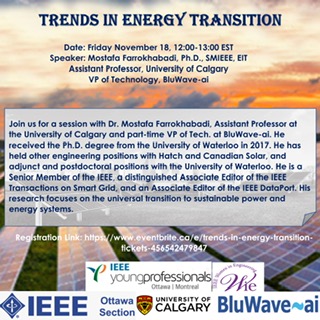 TRENDS IN ENERGY TRANSITION
Date: Friday November 18, 12:00-13:00 EST
Speaker: Mostafa Farrokhabadi, Ph.D., SMIEEE, EIT
Assistant Professor, University of Calgary
VP of Technology, BluWave-ai
Join us for a session with Dr. Mostafa Farrokhabadi, Assistant Professor at
the University of Calgary and part-time VP of Tech. at BluWave-ai. He
received the Ph.D. degree from the University of Waterloo in 2017. He has
held other engineering positions with Hatch and Canadian Solar, and
adjunct and postdoctoral positions with the University of Waterloo. He is a
Senior Member of the IEEE, a distinguished Associate Editor of the IEEE
Transactions on Smart Grid, and an Associate Editor of the IEEE DataPort. His
research focuses on the universal transition to sustainable power and
energy systems.
Registration Link: https://www.eventbrite.ca/e/trends-in-energy-transition-
tickets-456542479847
IEEE
youngprofessionals
Ottawa | Montreal
IEEE
Ottawa
Section
UNIVERSITY OF
CALGARY
BluWave-ai